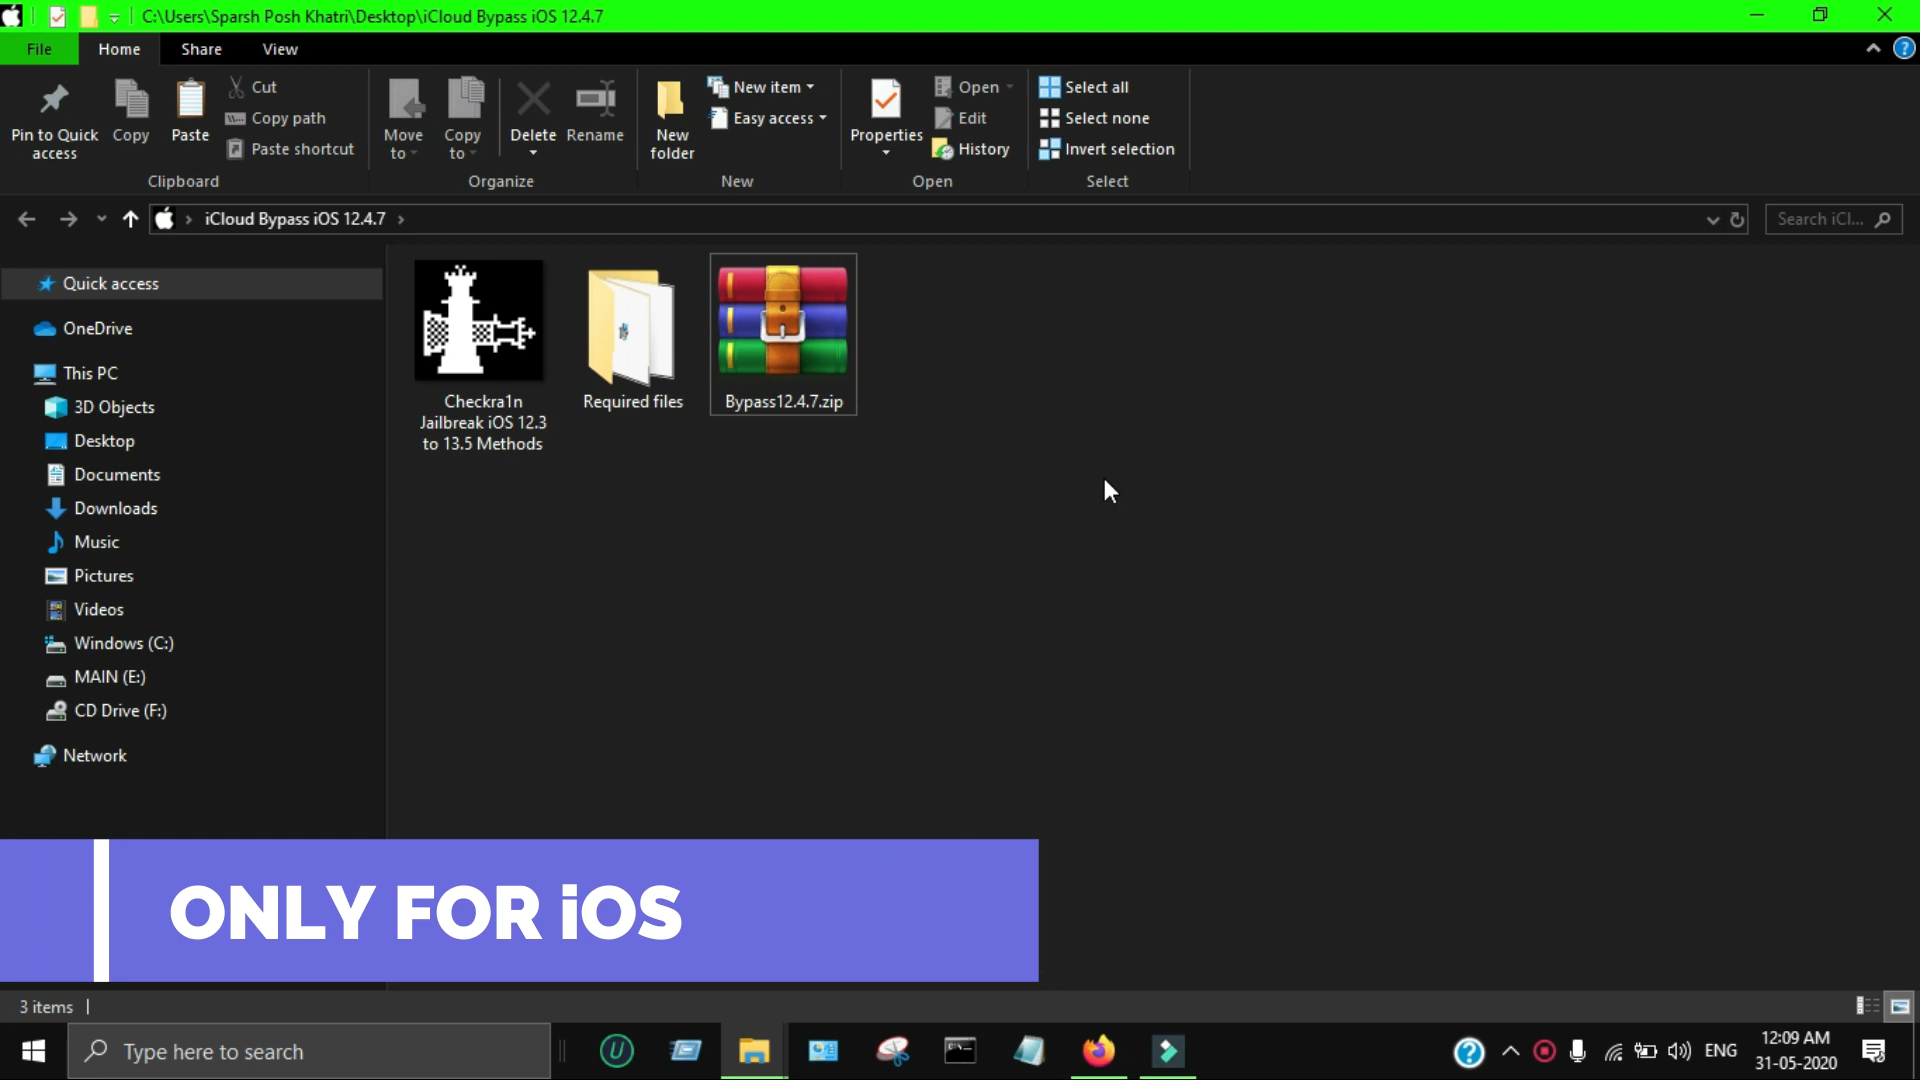 C:\Users\Sparsh Posh Khatri\Desktop\iCloud Bypass iOS 12.4.7
File Home Share View
Pin to Quick access
Copy
Paste
Cut
Copy path
Paste shortcut
Clipboard
Move to
Copy to
Delete
Rename
Organize
New folder
New item
Easy access
New
Properties
Open
Edit
History
Open
Select all
Select none
Invert selection
Select
iCloud Bypass iOS 12.4.7
Search iCl...
Quick access
OneDrive
This PC
3D Objects
Desktop
Documents
Downloads
Music
Pictures
Videos
Windows (C:)
MAIN (E:)
CD Drive (F:)
Network
Checkra1n
Jailbreak iOS 12.3
to 13.5 Methods
Required files
Bypass12.4.7.zip
ONLY FOR iOS
3 items
Type here to search
ENG
12:09 AM
31-05-2020